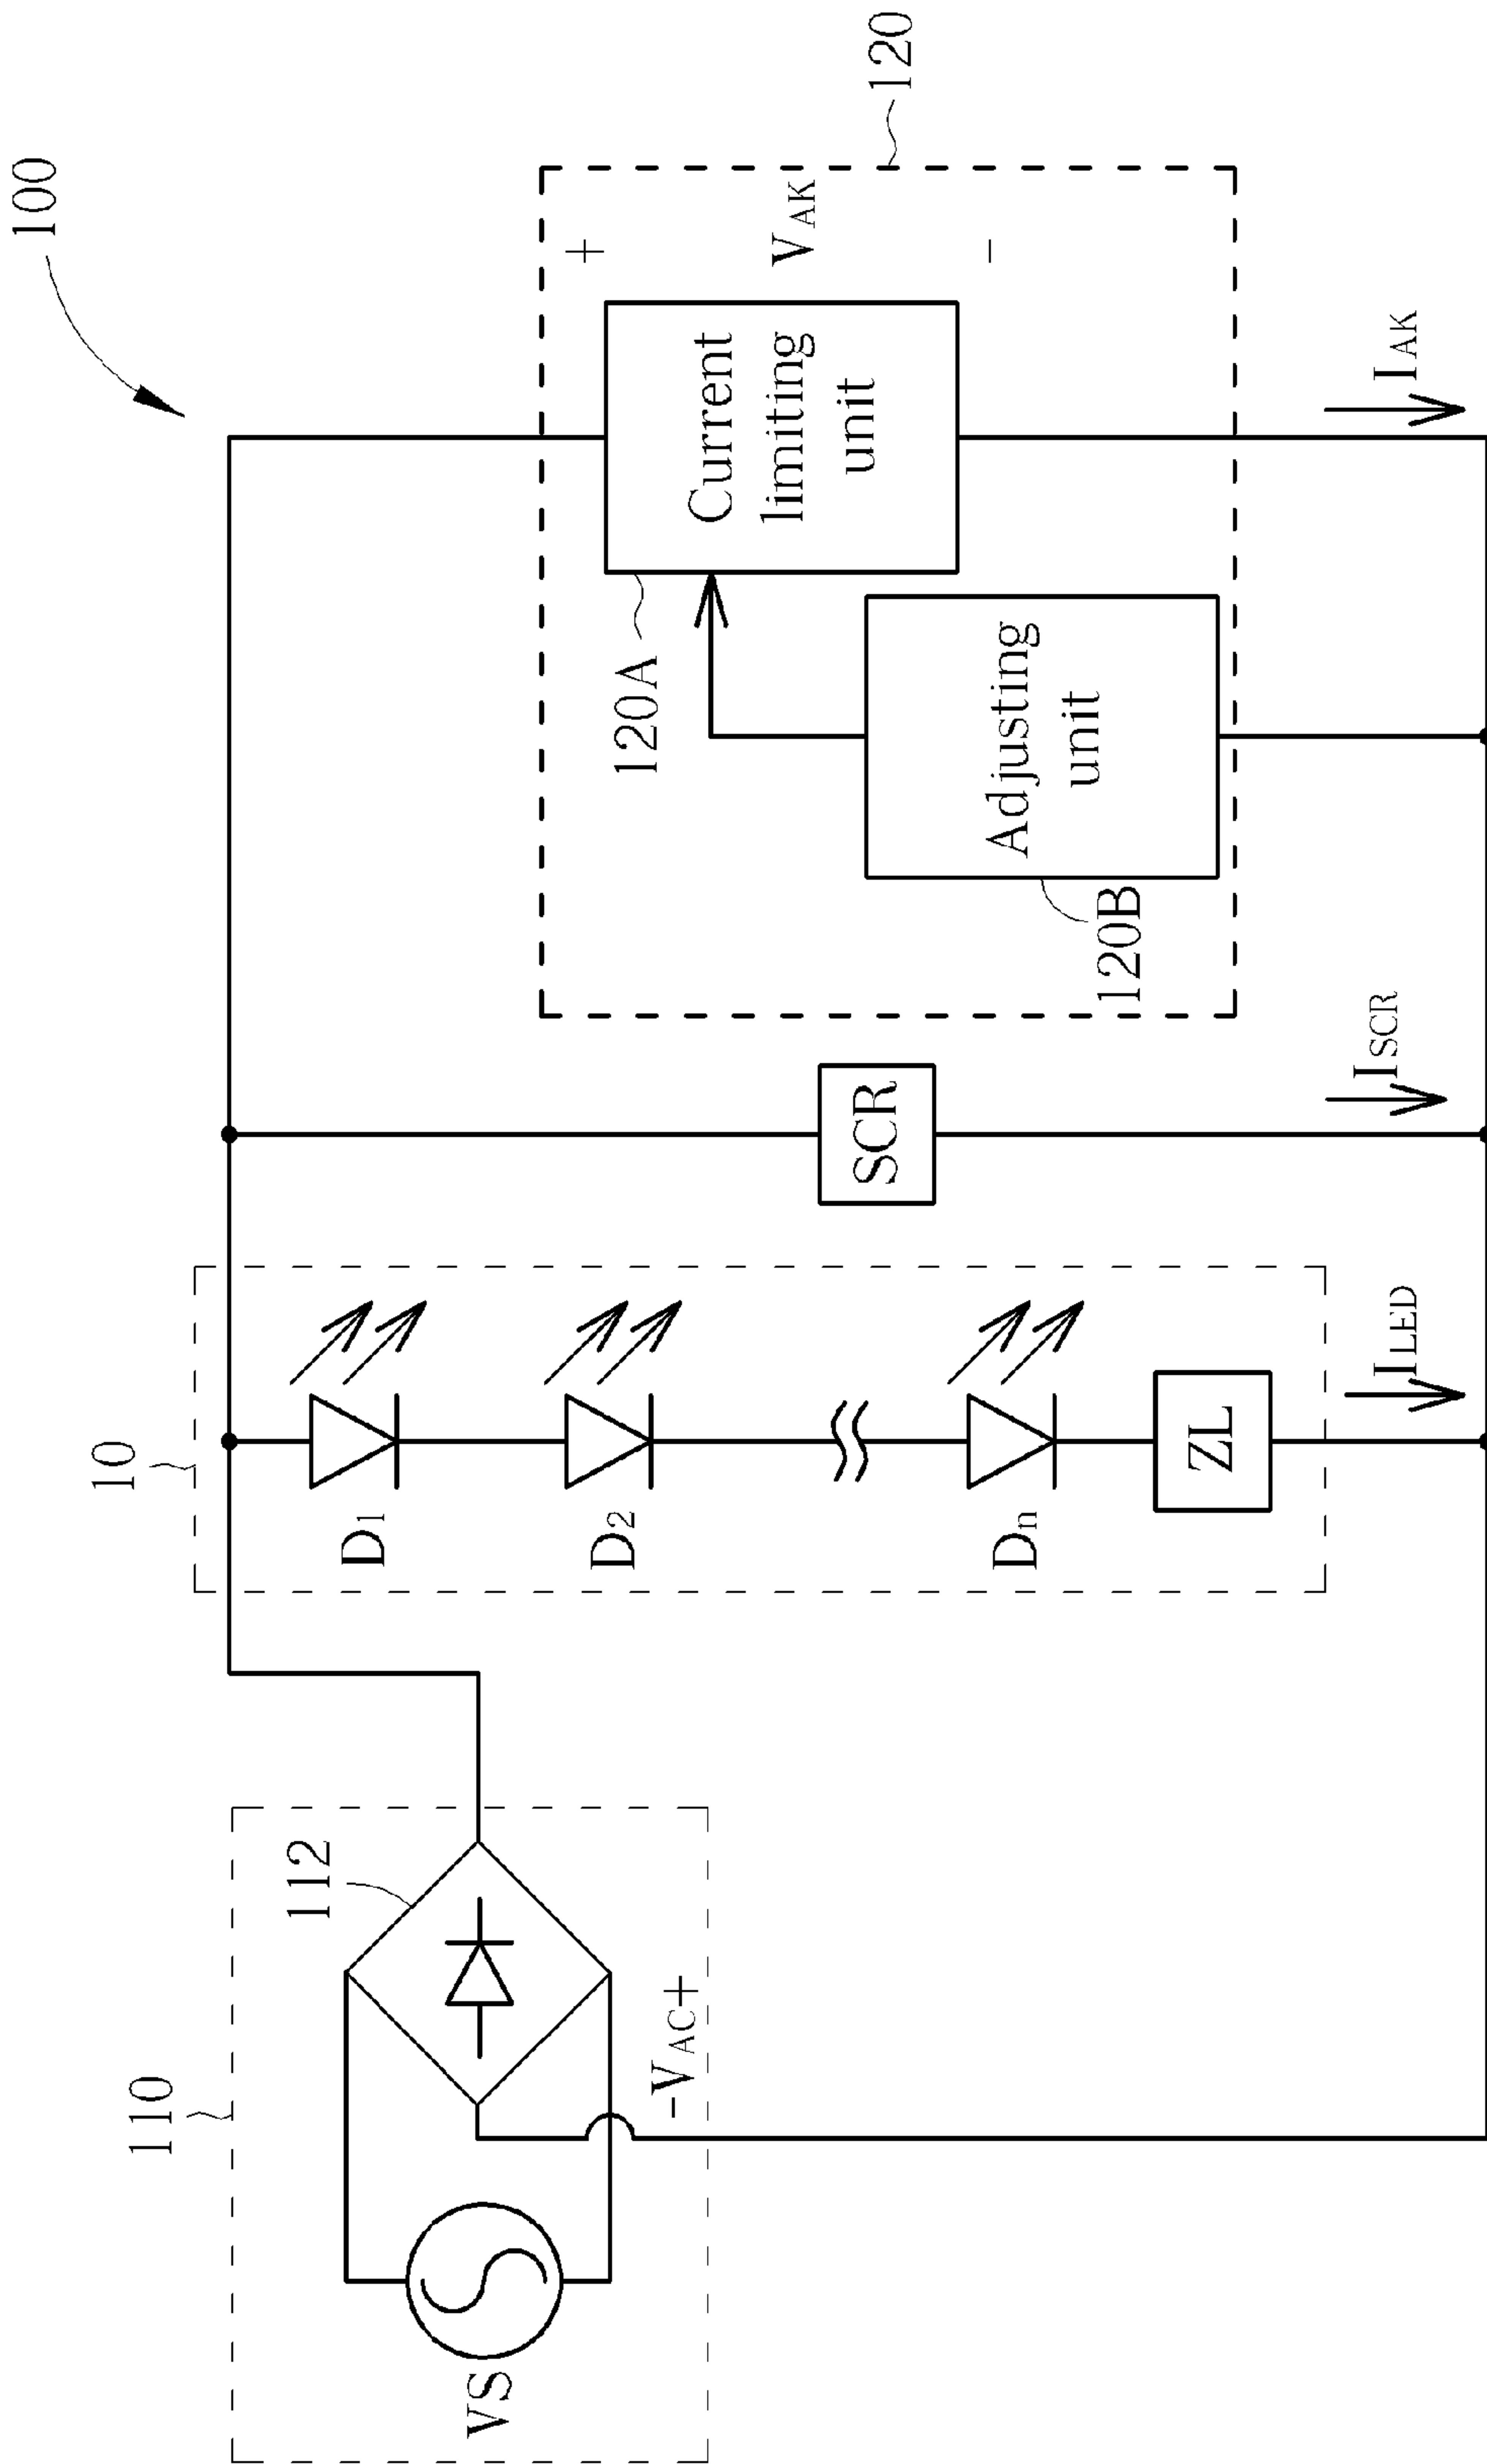 100
110
112
VS
-VAC+
10
D1
D2
Dn
ZL
ILED
SCR
ISCR
120
120A
Current
limiting
unit
+
VAK
-
120B
Adjusting
unit
IAK